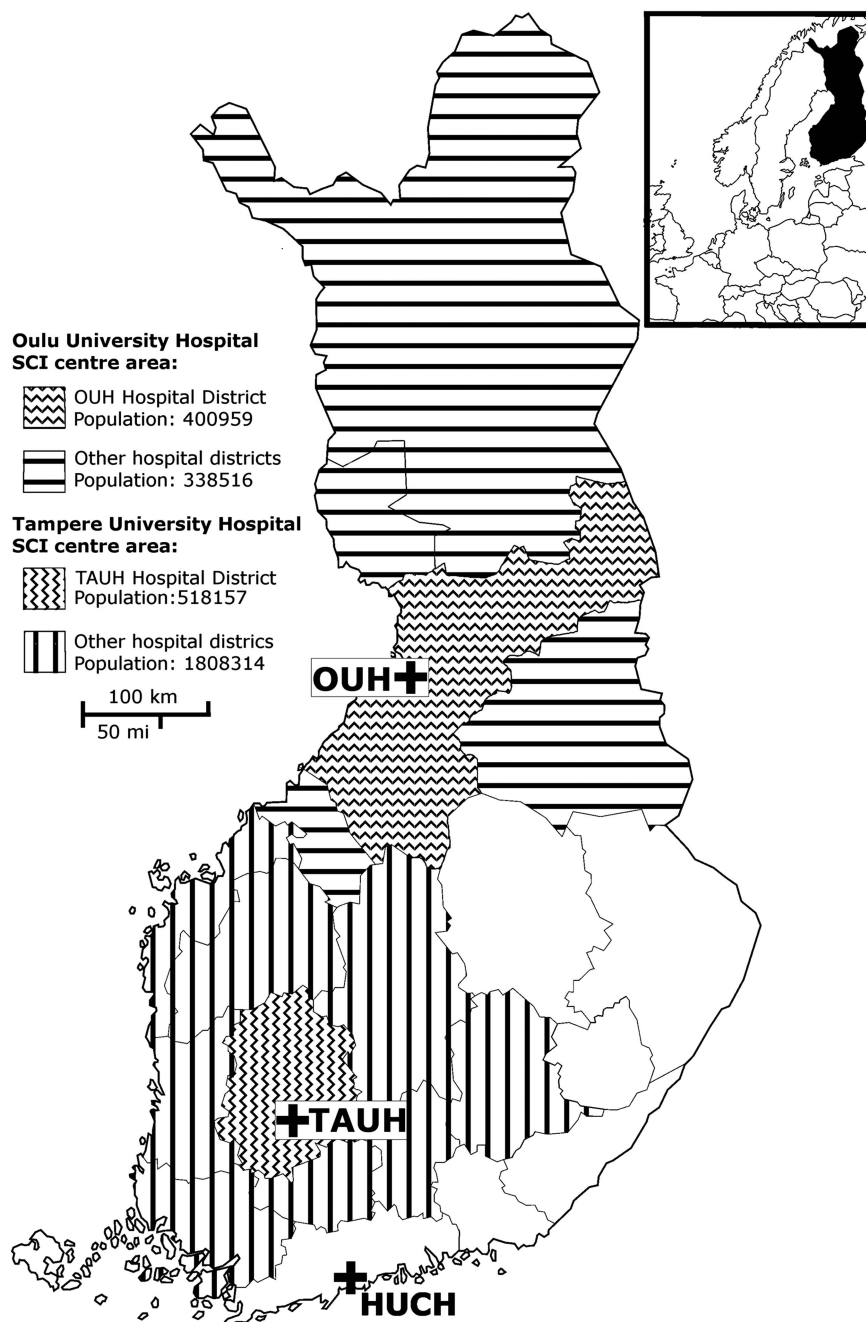 Oulu University Hospital
SCI centre area:
OUH Hospital District
Population: 400959
Other hospital districts
Population: 338516
Tampere University Hospital
SCI centre area:
TAUH Hospital District
Population:518157
Other hospital districs
Population: 1808314
100 km
50 mi
OUH
TAUH
HUCH